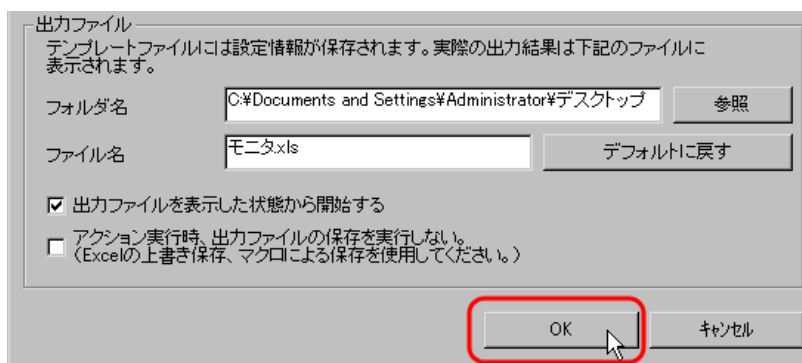 出力ファイル
テンプレートファイルには設定情報が保存されます。実際の出力結果は下記のファイルに
表示されます。
フォルダ名
C:¥Documents and Settings¥Administrator¥デスクトップ
参照
ファイル名
モニタ.xls
デフォルトに戻す
出力ファイルを表示した状態から開始する
アクション実行時、出力ファイルの保存を実行しない。
(Excelの上書き保存、マクロによる保存を使用してください。)
OK
キャンセル